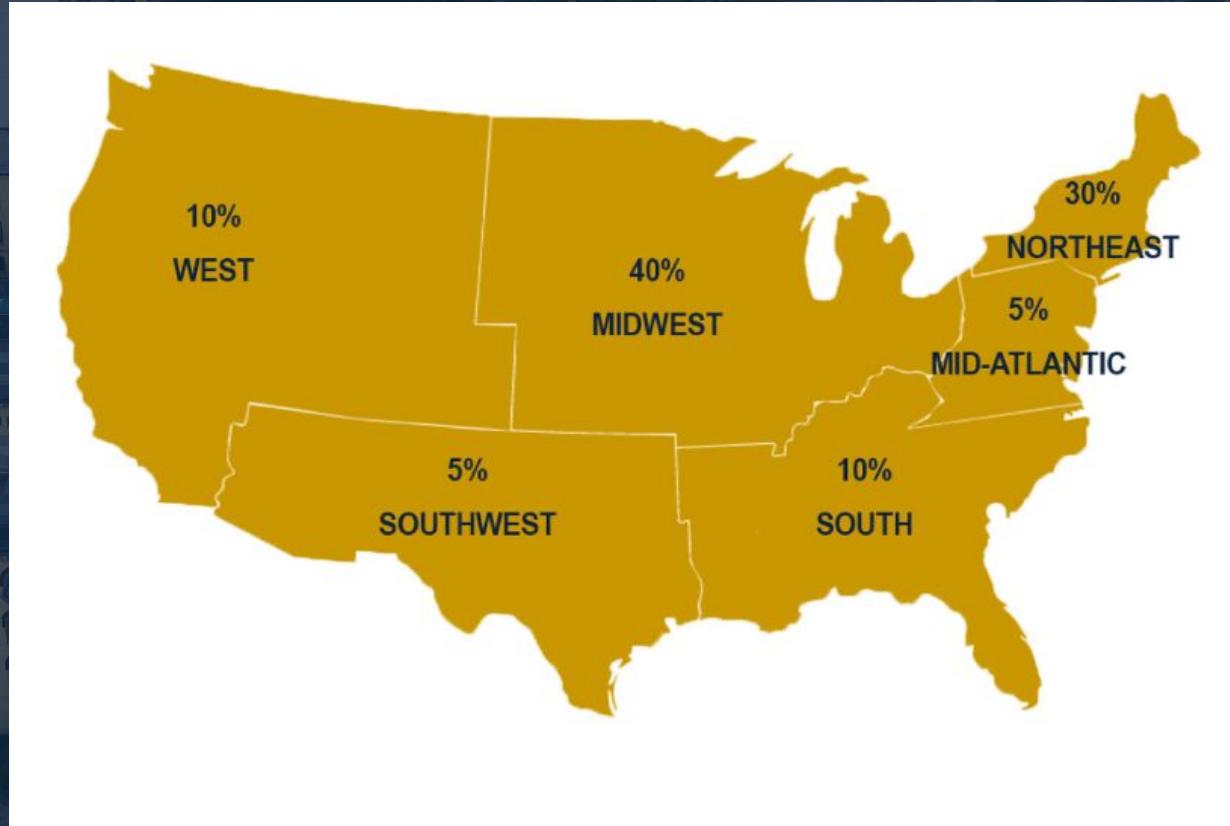 30%
NORTHEAST
10%
WEST
40%
MIDWEST
5%
MID-ATLANTIC
5%
SOUTHWEST
10%
SOUTH